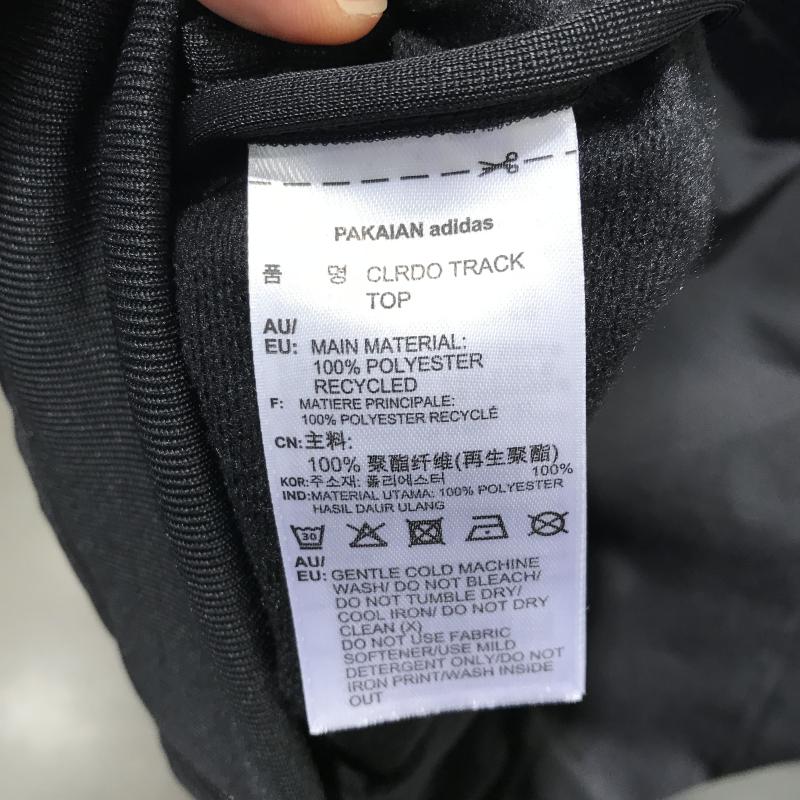 PAKAIAN adidas
품 명 CLRDO TRACK
TOP
AU/
EU: MAIN MATERIAL:
100% POLYESTER
RECYCLED
F: MATIERE PRINCIPALE:
100% POLYESTER RECYCLÉ
CN:主料:
100% 聚酯纤维(再生聚酯)
KOR:주소재: 폴리에스터 100%
IND:MATERIAL UTAMA: 100% POLYESTER
HASIL DAUR ULANG
30
AU/
EU: GENTLE COLD MACHINE
WASH/ DO NOT BLEACH/
DO NOT TUMBLE DRY/
COOL IRON/ DO NOT DRY
CLEAN (X)
DO NOT USE FABRIC
SOFTENER/USE MILD
DETERGENT ONLY/DO NOT
IRON PRINT/WASH INSIDE
OUT